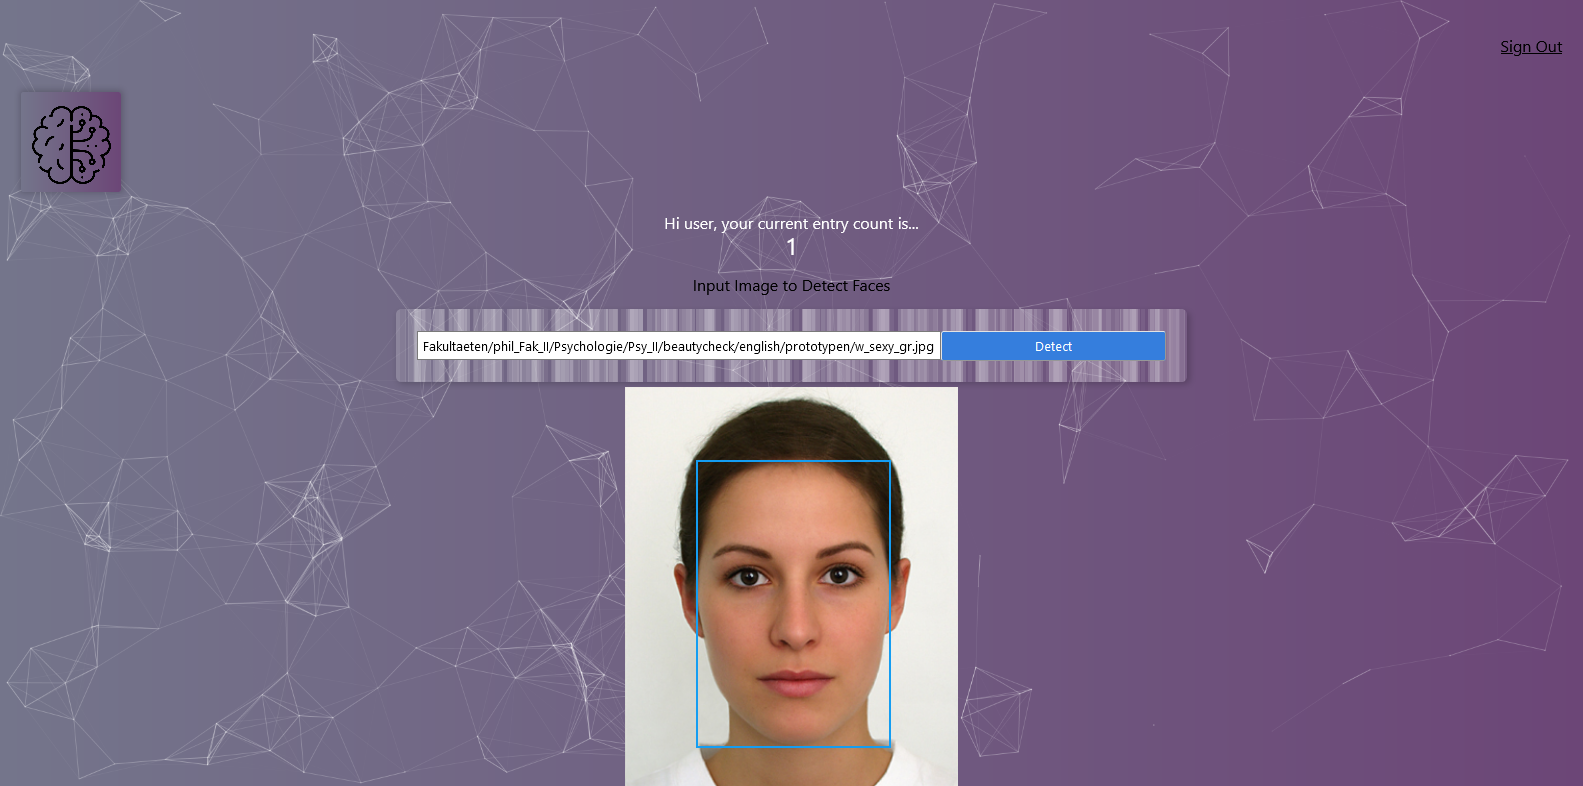 Sign Out
Hi user, your current entry count is...
1
Input Image to Detect Faces
Fakultaeten/phil_Fak_II/Psychologie/Psy_II/beautycheck/english/prototypen/w_sexy_gr.jpg
Detect